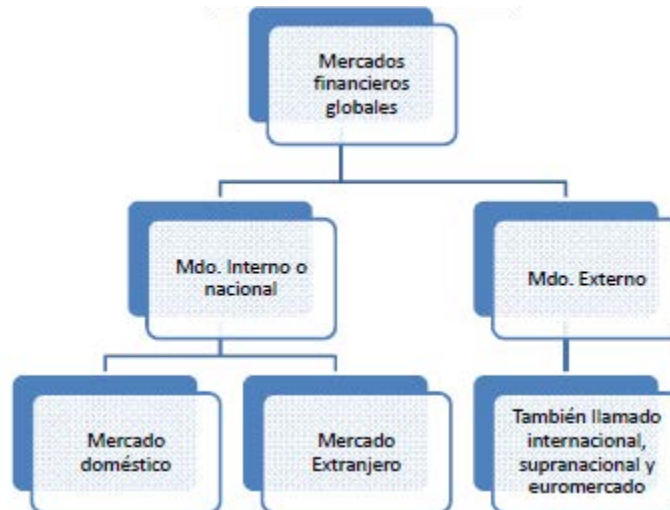 Mercados
financieros
globales
Mdo. Interno o
nacional
Mdo. Externo
Mercado
doméstico
Mercado
Extranjero
También llamado
internacional,
supranacional y
euromercado